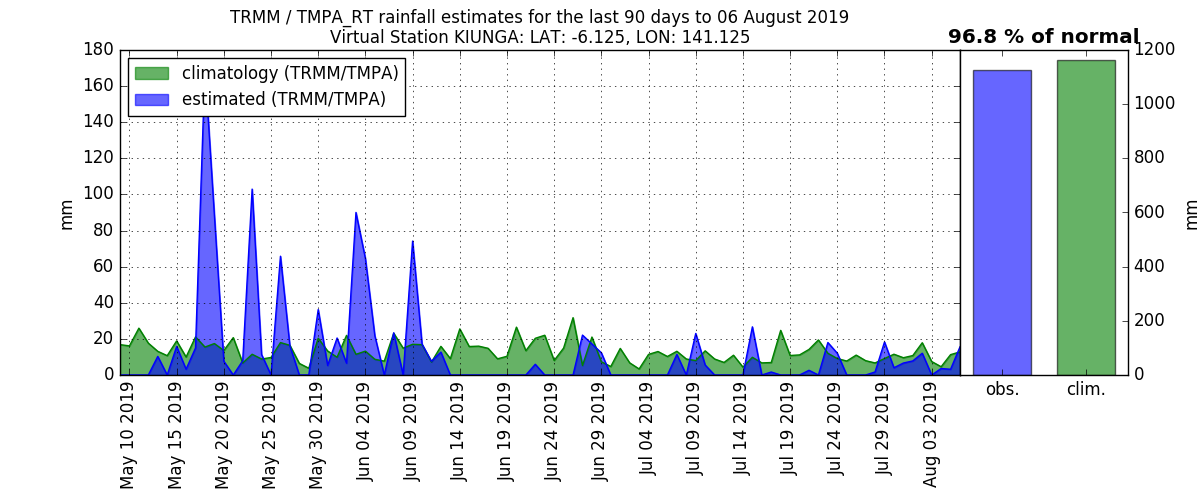 TRMM / TMPA_RT rainfall estimates for the last 90 days to 06 August 2019
Virtual Station KIUNGA: LAT: -6.125, LON: 141.125
96.8 % of normal
climatology (TRMM/TMPA)
estimated (TRMM/TMPA)
180
160
140
120
100
80
60
40
20
0
mm
May 10 2019
May 15 2019
May 20 2019
May 25 2019
May 30 2019
Jun 04 2019
Jun 09 2019
Jun 14 2019
Jun 19 2019
Jun 24 2019
Jun 29 2019
Jul 04 2019
Jul 09 2019
Jul 14 2019
Jul 19 2019
Jul 24 2019
Jul 29 2019
Aug 03 2019
obs.
clim.
1200
1000
800
600
400
200
0
mm